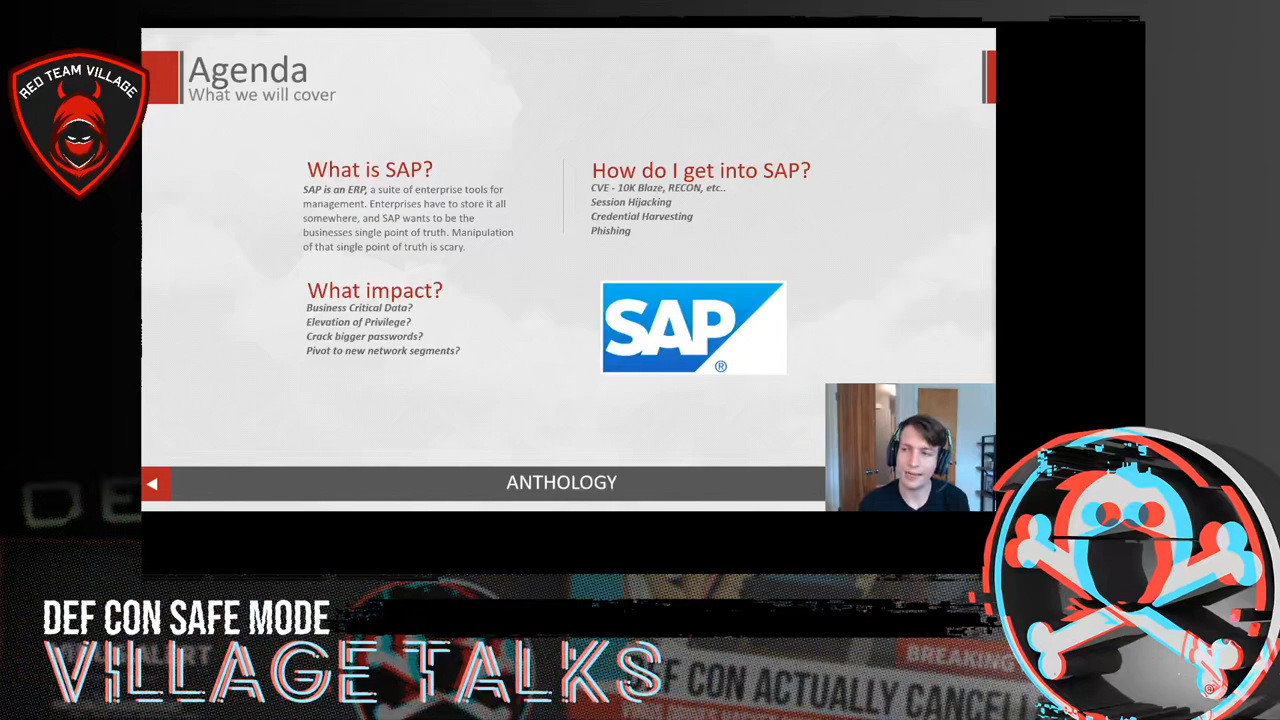 RED TEAM VILLAGE
Agenda
What we will cover
What is SAP?
SAP is an ERP, a suite of enterprise tools for
management. Enterprises have to store it all
somewhere, and SAP wants to be the
businesses single point of truth. Manipulation
of that single point of truth is scary.
What impact?
Business Critical Data?
Elevation of Privilege?
Crack bigger passwords?
Pivot to new network segments?
How do I get into SAP?
CVE - 10K Blaze, RECON, etc..
Session Hijacking
Credential Harvesting
Phishing
SAP
®
ANTHOLOGY
DEF CON SAFE MODE
VILLAGE TALKS
BREAKING
DEF CON ACTUALLY